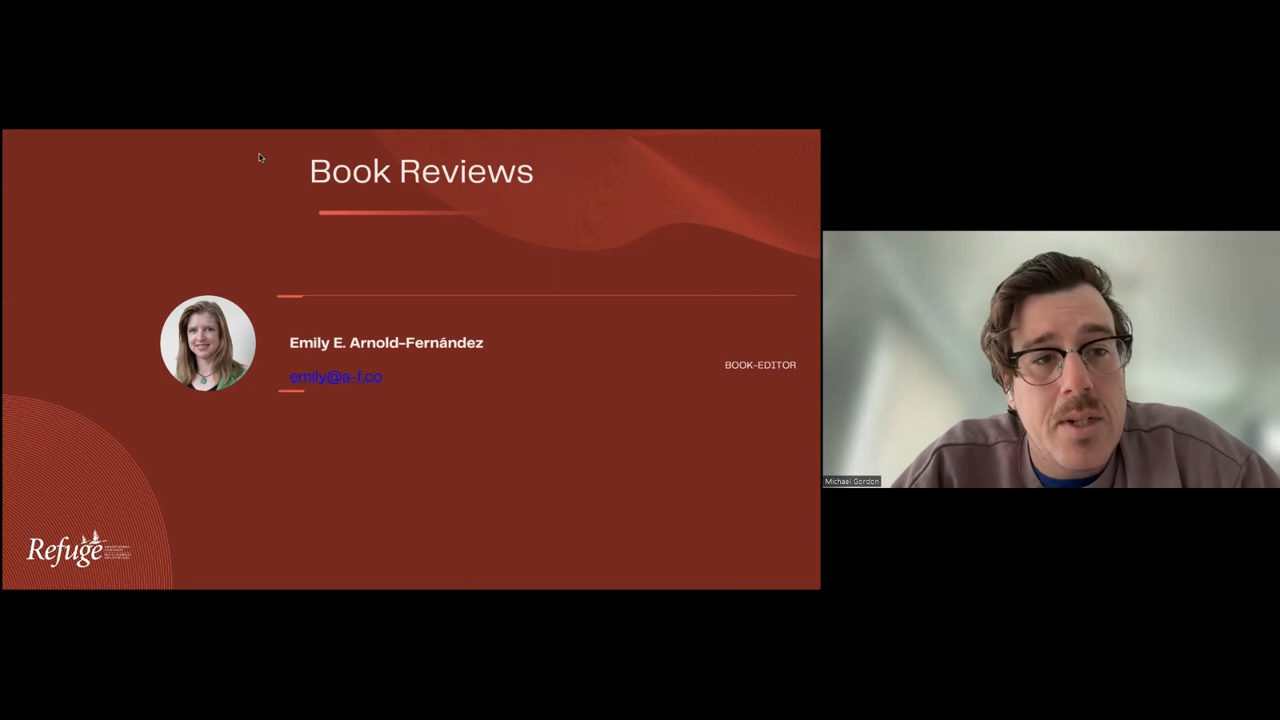 Book Reviews
Emily E. Arnold-Fernández
emily@a-f.co
BOOK-EDITOR
Refuge
Michael Gordon